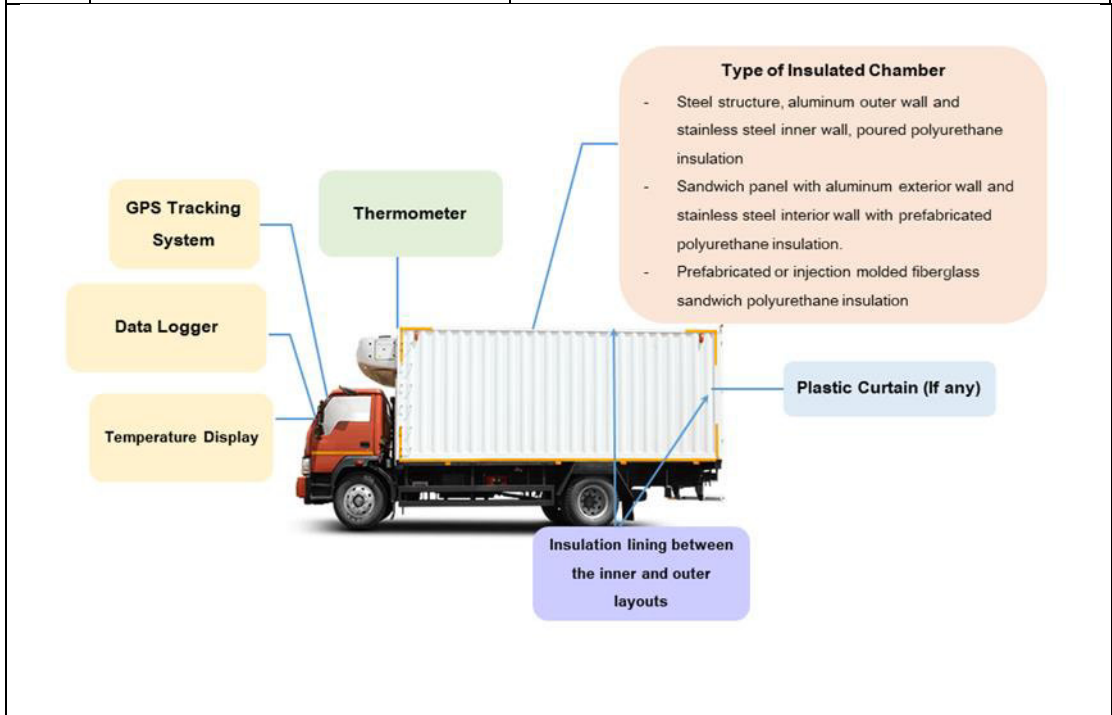 Type of Insulated Chamber
- Steel structure, aluminum outer wall and
stainless steel inner wall, poured polyurethane
insulation
- Sandwich panel with aluminum exterior wall and
stainless steel interior wall with prefabricated
polyurethane insulation.
- Prefabricated or injection molded fiberglass
sandwich polyurethane insulation
GPS Tracking
System
Thermometer
Data Logger
Temperature Display
Plastic Curtain (If any)
Insulation lining between
the inner and outer
layouts